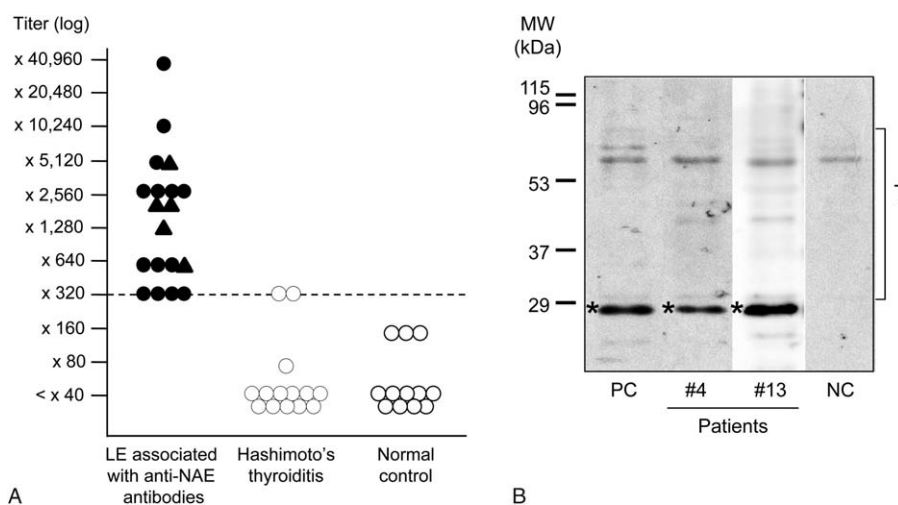 Titer (log)
x 40,960
x 20,480
x 10,240
x 5,120
x 2,560
x 1,280
x 640
x 320
x 160
x 80
< x 40
LE associated
with anti-NAE
antibodies
Hashimoto's
thyroiditis
Normal
control
A
MW
(kDa)
115
96
53
37
29
*
*
*
PC
#4
#13
NC
Patients
B